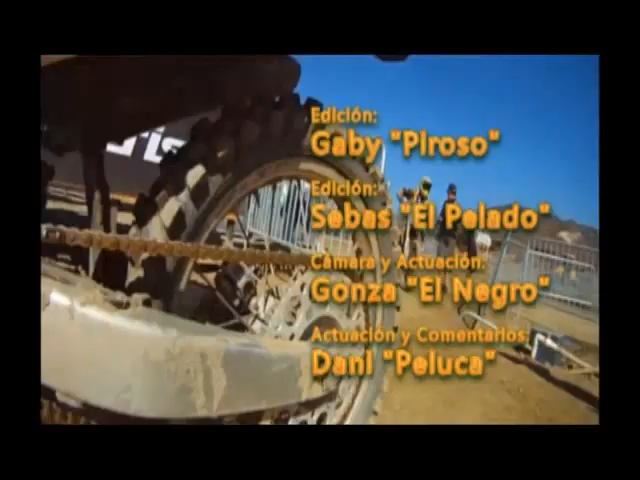 Edición:
Gaby "Piroso"
Edición:
Sebas "El Pelado"
Cámara y Actuación:
Gonza "El Negro"
Actuación y Comentarios:
Dani "Peluca"